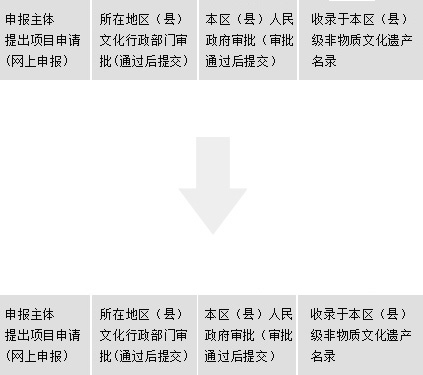 申报主体
提出项目申请
(网上申报)
所在地区（县）
文化行政部门审
批(通过后提交)
本区（县）人民
政府审批（审批
通过后提交）
收录于本区（县）
级非物质文化遗产
名录
申报主体
提出项目申请
(网上申报)
所在地区（县）
文化行政部门审
批(通过后提交)
本区（县）人民
政府审批（审批
通过后提交）
收录于本区（县）
级非物质文化遗产
名录